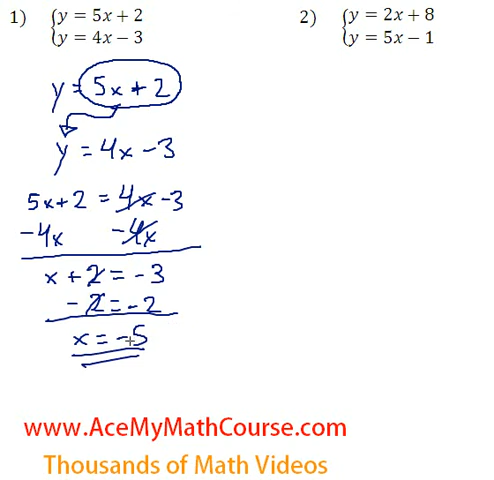 1) { y = 5x + 2
{ y = 4x − 3
2) { y = 2x + 8
{ y = 5x − 1
y = 5x + 2
y = 4x - 3
5x + 2 = 4x - 3
-4x -4x
x + 2 = -3
- 2 = -2
x = -5
www.AceMyMathCourse.com
Thousands of Math Videos